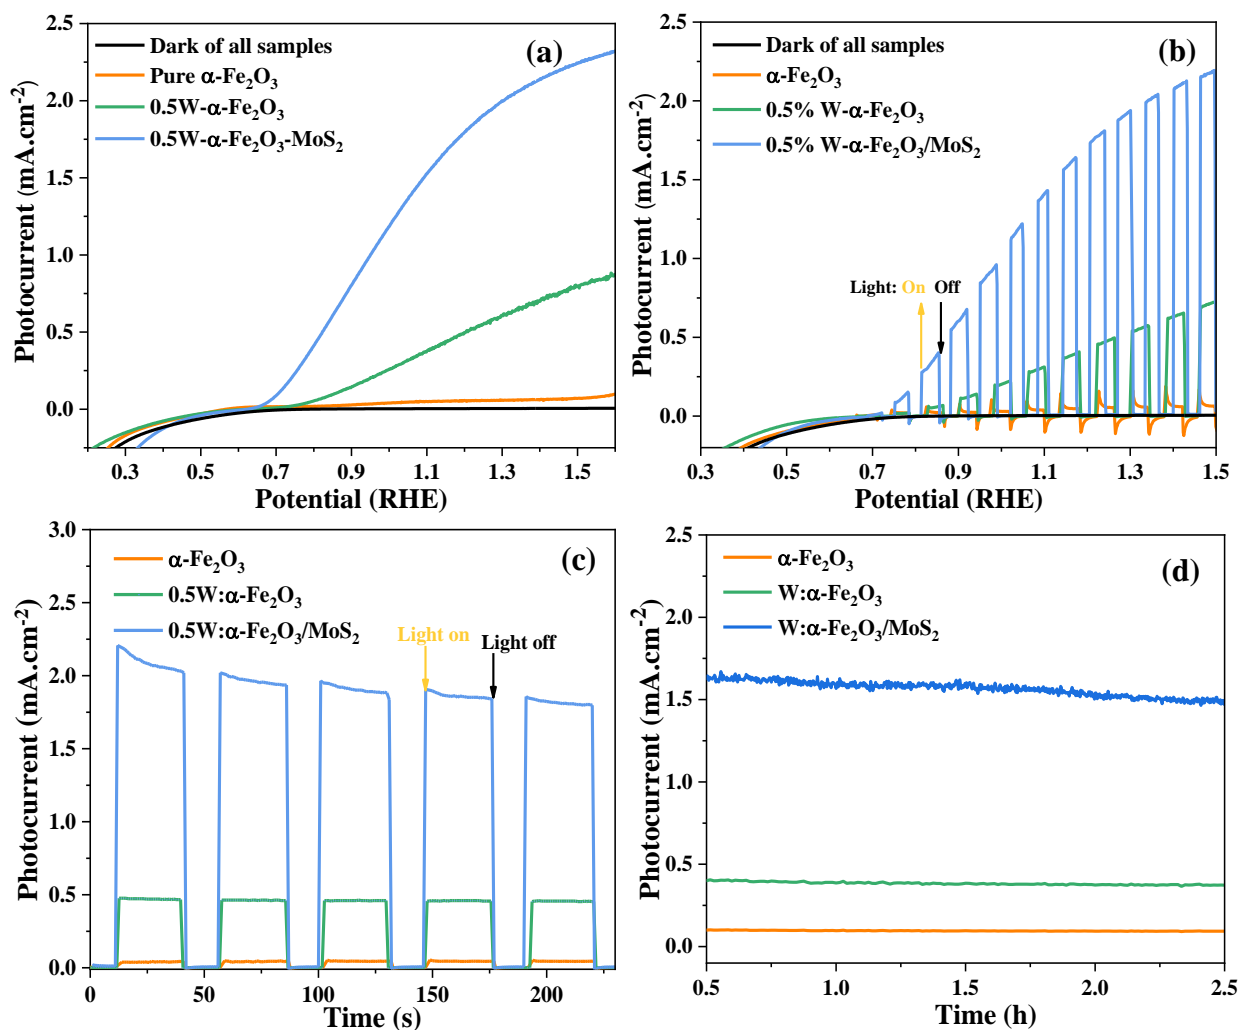 (a)
Dark of all samples
Pure α-Fe₂O₃
0.5W-α-Fe₂O₃
0.5W-α-Fe₂O₃-MoS₂
Photocurrent (mA.cm⁻²)
2.5
2.0
1.5
1.0
0.5
0.0
0.3 0.5 0.7 0.9 1.1 1.3 1.5
Potential (RHE)
(b)
Dark of all samples
α-Fe₂O₃
0.5% W-α-Fe₂O₃
0.5% W-α-Fe₂O₃/MoS₂
Light: On Off
Photocurrent (mA.cm⁻²)
2.5
2.0
1.5
1.0
0.5
0.0
0.3 0.5 0.7 0.9 1.1 1.3 1.5
Potential (RHE)
(c)
α-Fe₂O₃
0.5W:α-Fe₂O₃
0.5W:α-Fe₂O₃/MoS₂
Light on
Light off
Photocurrent (mA.cm⁻²)
3.0
2.5
2.0
1.5
1.0
0.5
0.0
0 50 100 150 200
Time (s)
(d)
α-Fe₂O₃
W:α-Fe₂O₃
W:α-Fe₂O₃/MoS₂
Photocurrent (mA.cm⁻²)
2.5
2.0
1.5
1.0
0.5
0.0
0.5 1.0 1.5 2.0 2.5
Time (h)